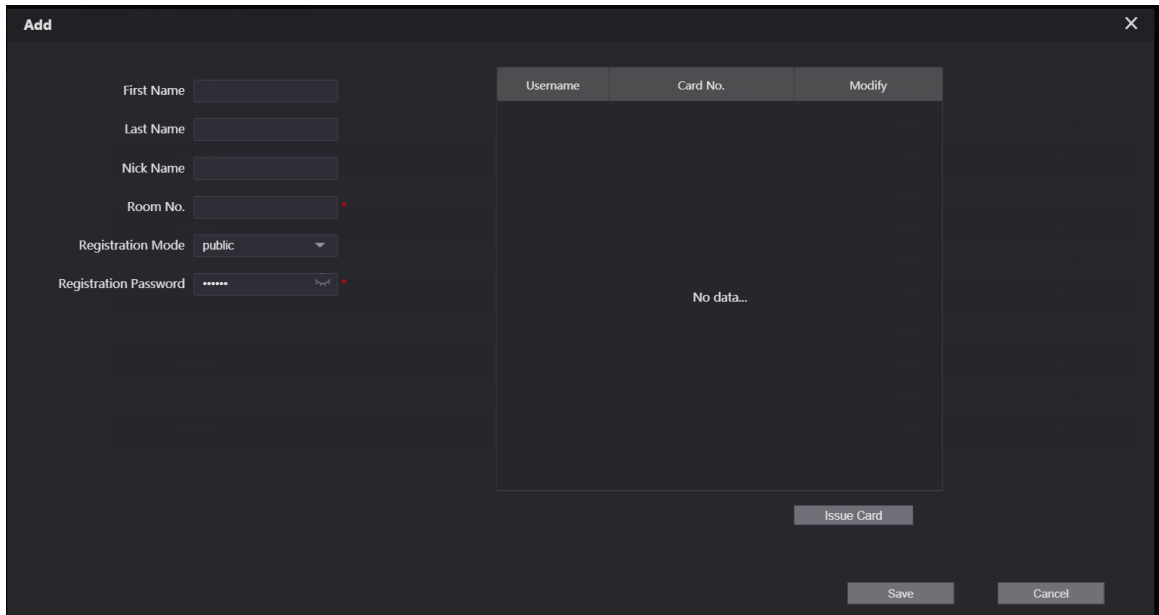 Add
First Name
Last Name
Nick Name
Room No. *
Registration Mode public
Registration Password •••••• *
Username Card No. Modify
No data...
Issue Card
Save Cancel